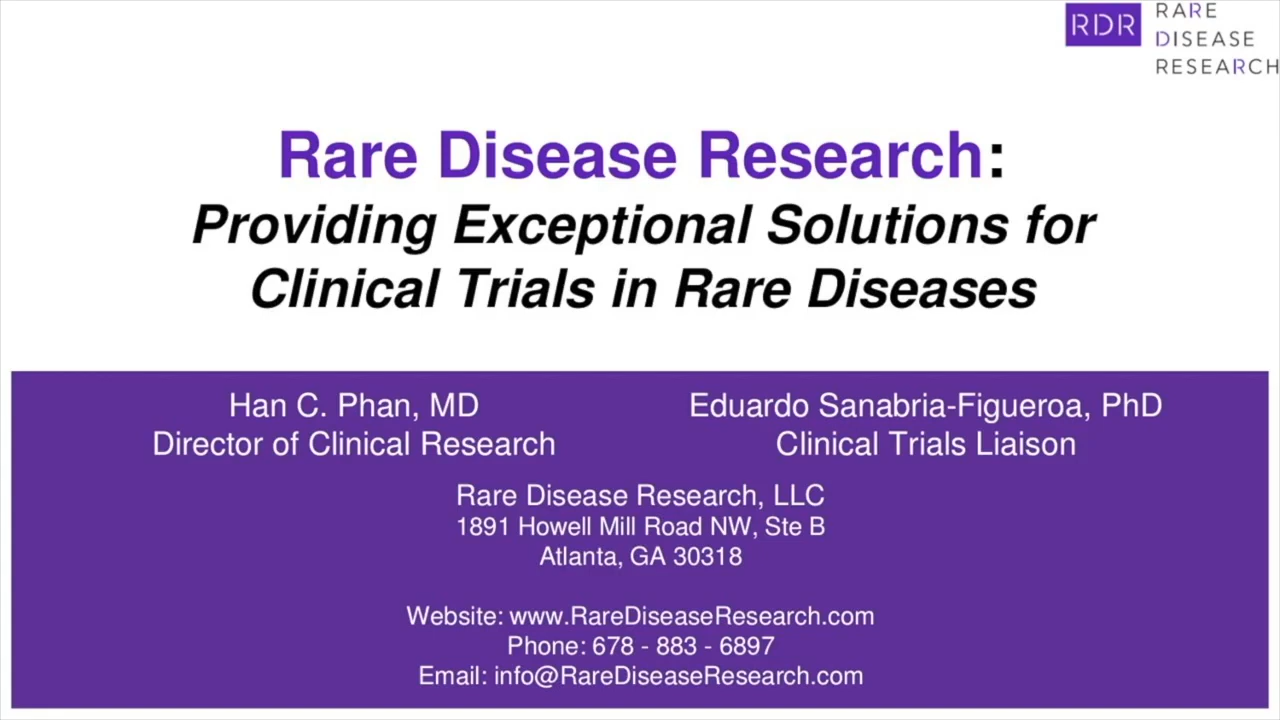 RDR
RARE
DISEASE
RESEARCH
Rare Disease Research:
Providing Exceptional Solutions for
Clinical Trials in Rare Diseases
Han C. Phan, MD
Director of Clinical Research
Eduardo Sanabria-Figueroa, PhD
Clinical Trials Liaison
Rare Disease Research, LLC
1891 Howell Mill Road NW, Ste B
Atlanta, GA 30318
Website: www.RareDiseaseResearch.com
Phone: 678 - 883 - 6897
Email: info@RareDiseaseResearch.com